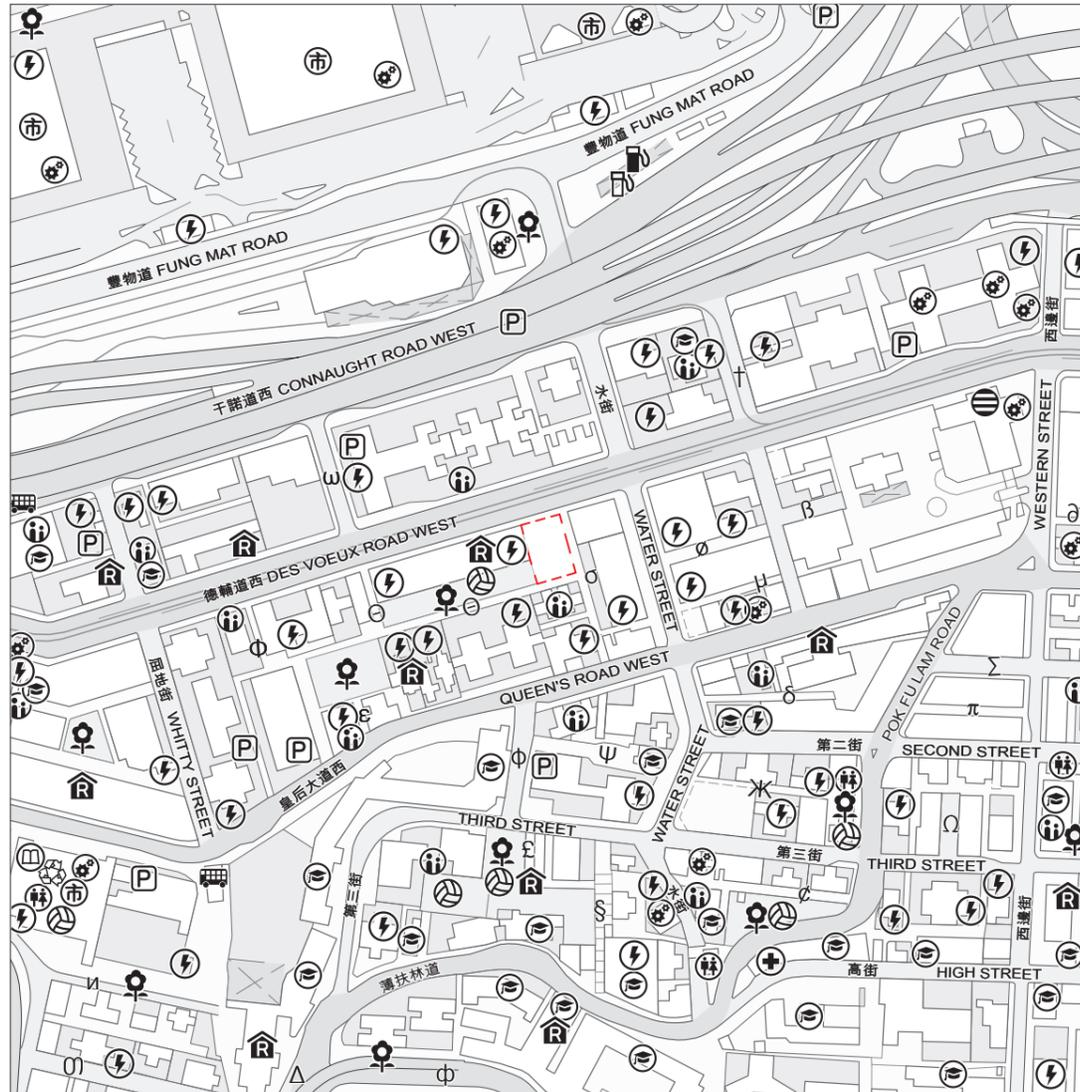 P
市
市
市
豐物道 FUNG MAT ROAD
豐物道 FUNG MAT ROAD
P
干諾道西 CONNAUGHT ROAD WEST
P
西邊街
†
水街
WESTERN STREET
P
ω
β
∂
P
WATER STREET
ø
德輔道西 DES VOEUX ROAD WEST
R
R
R
σ
μ
Θ
Θ
Φ
QUEEN'S ROAD WEST
R
R
δ
Σ
π
POK FU LAM ROAD
屈地街 WHITTY STREET
ε
P
P
皇后大道西
R
ϕ
P
Ψ
WATER STREET
第二街
SECOND STREET
Ж
Ω
THIRD STREET
第三街
THIRD STREET
£
R
第三街
§
水街
¢
西邊街
R
P
市
薄扶林道
高街
HIGH STREET
И
R
R
Δ
ф